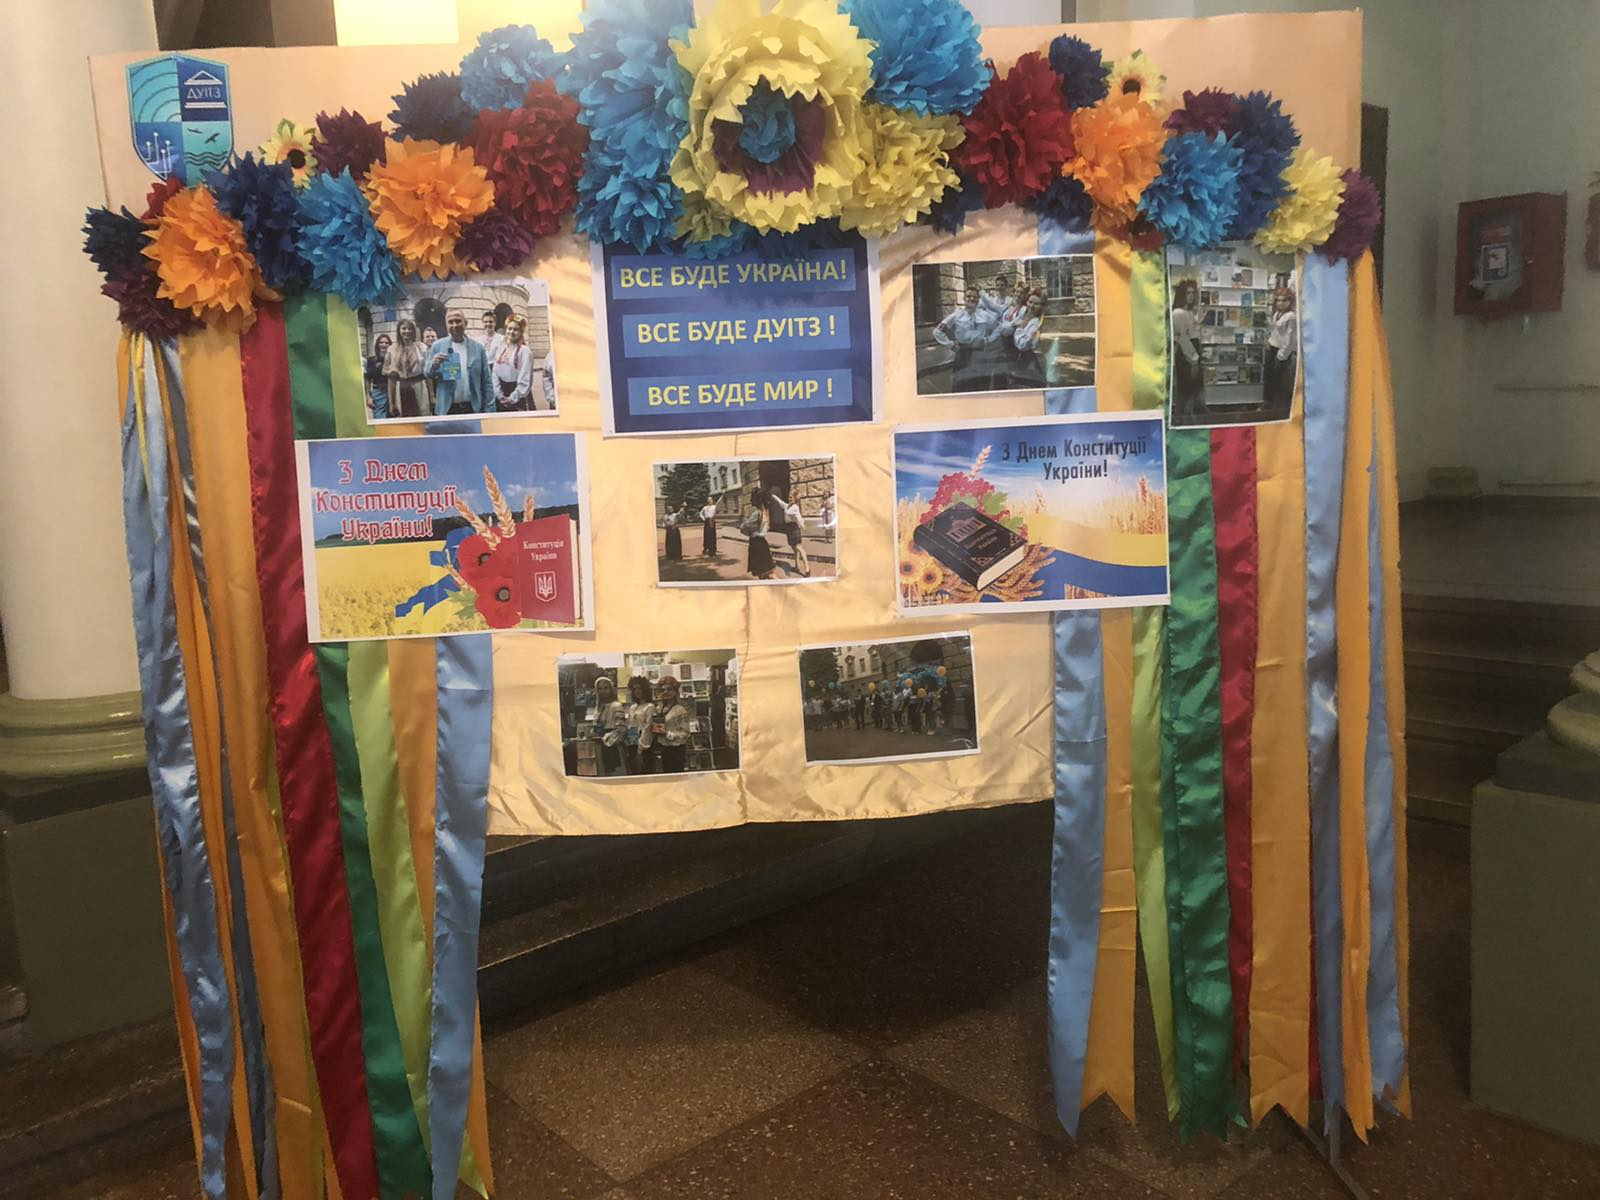 ДУІТЗ
ВСЕ БУДЕ УКРАЇНА!
ВСЕ БУДЕ ДУІТЗ !
ВСЕ БУДЕ МИР !
З Днем
Конституції
України!
Конституція
України
З Днем Конституції
України!